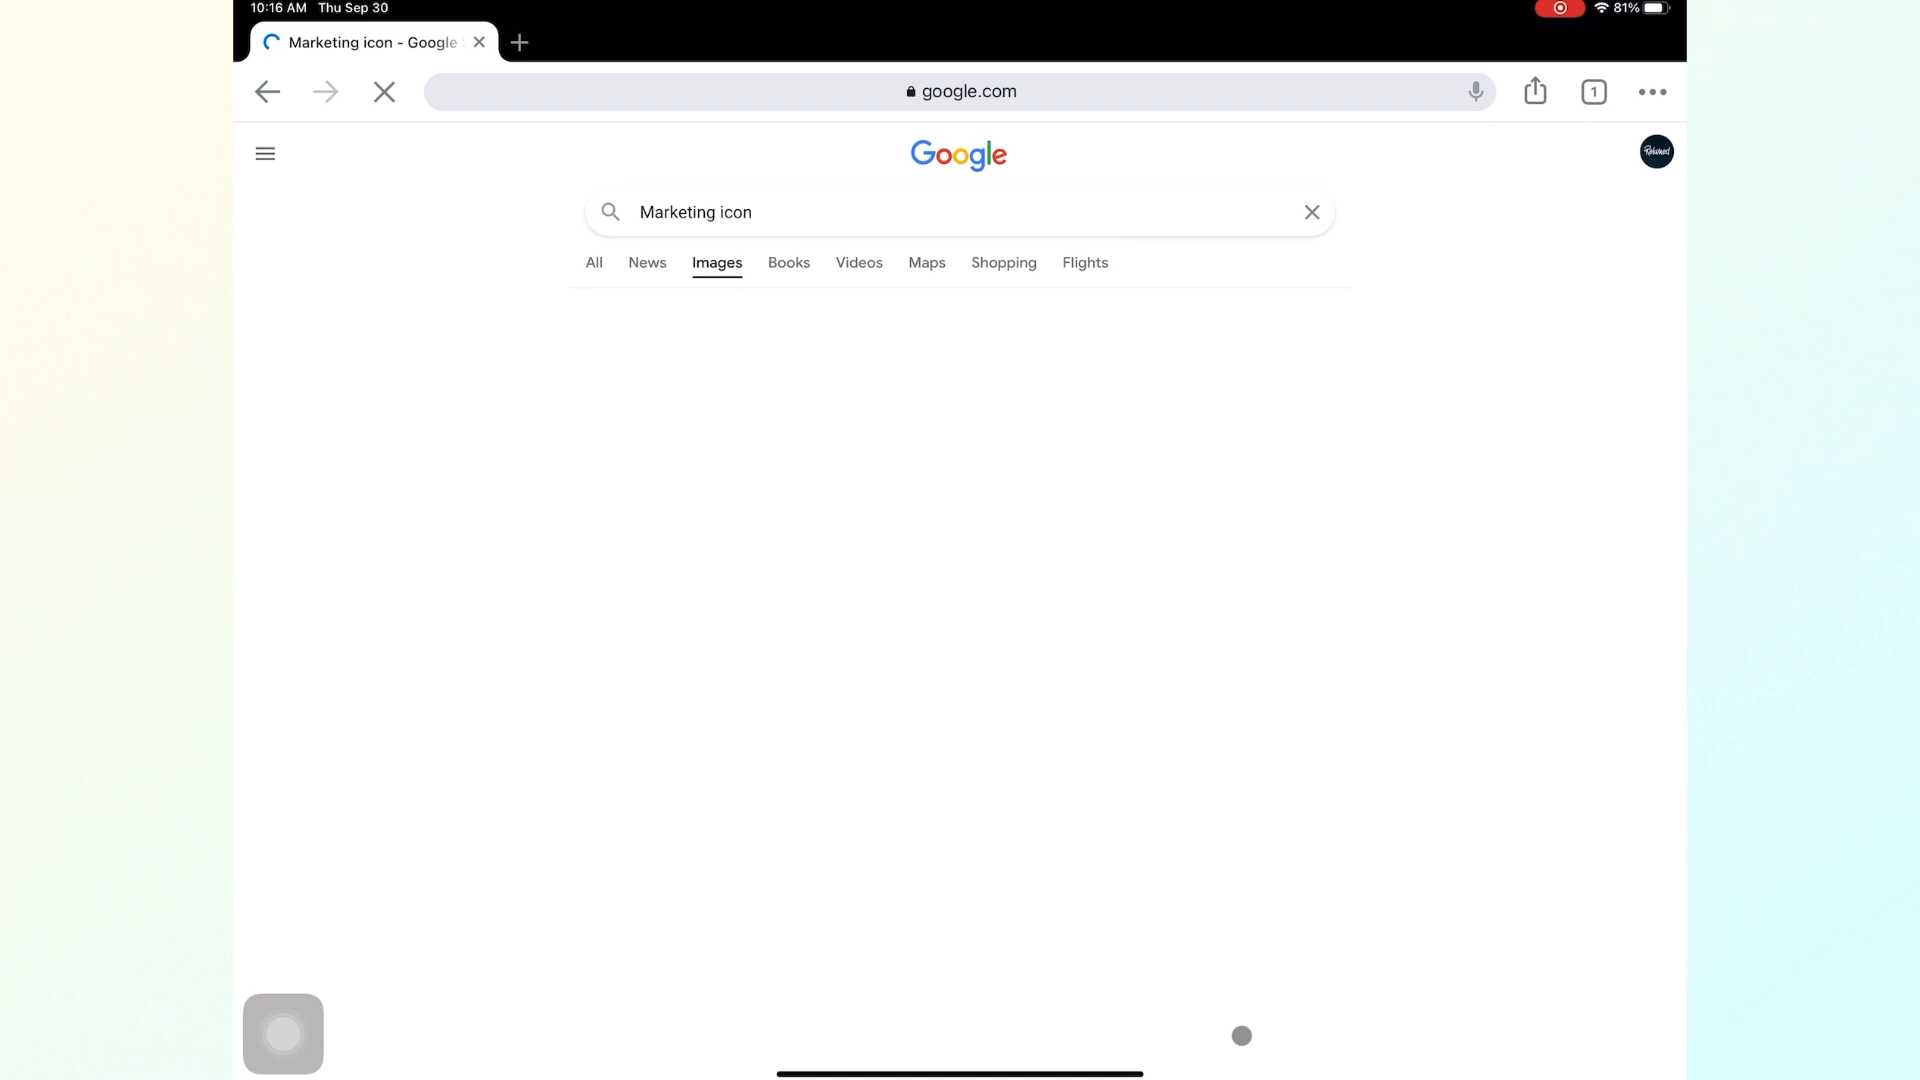 10:16 AM Thu Sep 30
81%
Marketing icon - Google
google.com
1
Google
Marketing icon
All News Images Books Videos Maps Shopping Flights